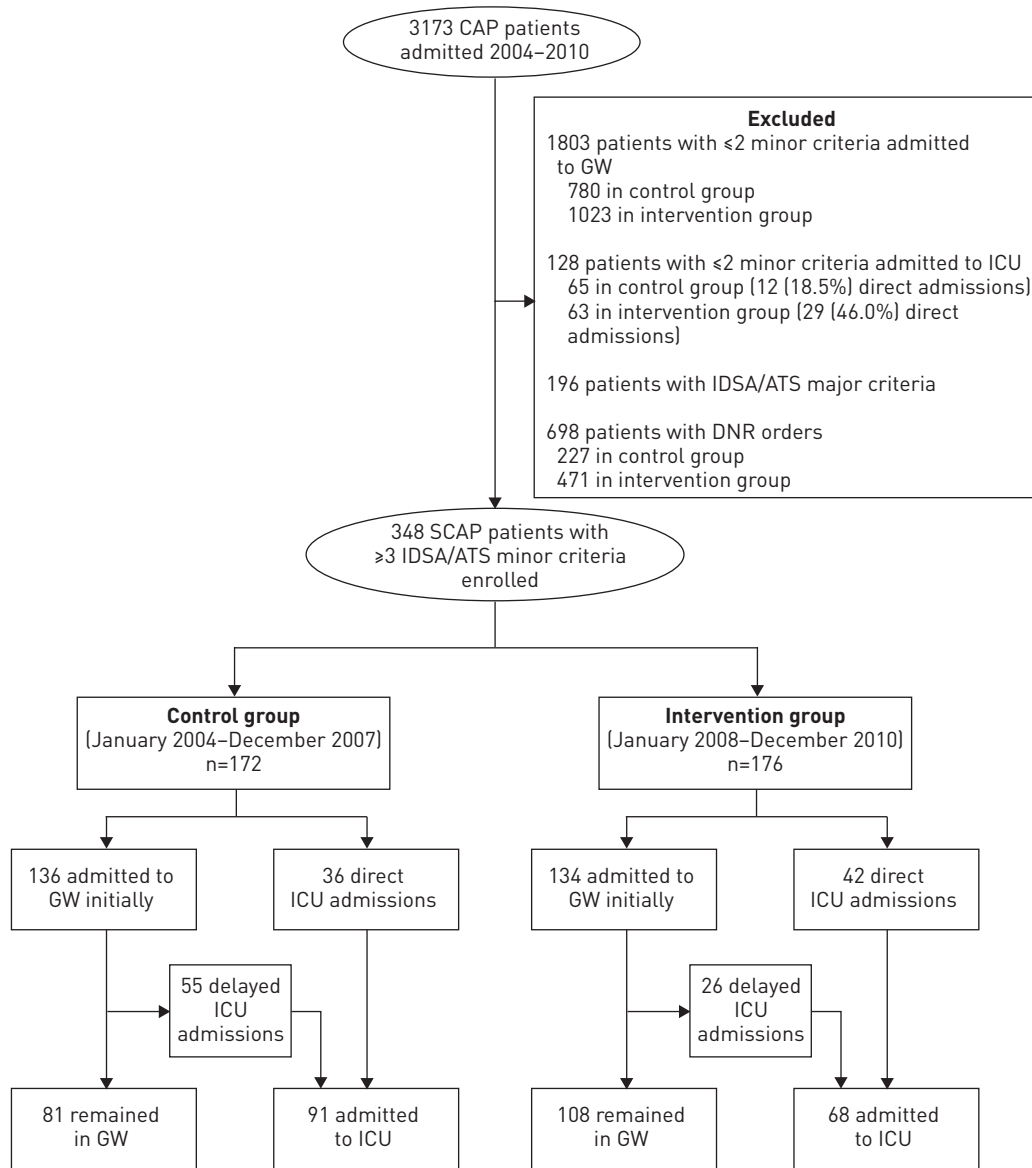 3173 CAP patients
admitted 2004–2010
Excluded
1803 patients with ⩽2 minor criteria admitted
to GW
780 in control group
1023 in intervention group
128 patients with ⩽2 minor criteria admitted to ICU
65 in control group (12 (18.5%) direct admissions)
63 in intervention group (29 (46.0%) direct
admissions)
196 patients with IDSA/ATS major criteria
698 patients with DNR orders
227 in control group
471 in intervention group
348 SCAP patients with
⩾3 IDSA/ATS minor criteria
enrolled
Control group
(January 2004–December 2007)
n=172
Intervention group
(January 2008–December 2010)
n=176
136 admitted to
GW initially
36 direct
ICU admissions
134 admitted to
GW initially
42 direct
ICU admissions
55 delayed
ICU
admissions
26 delayed
ICU
admissions
81 remained
in GW
91 admitted
to ICU
108 remained
in GW
68 admitted
to ICU